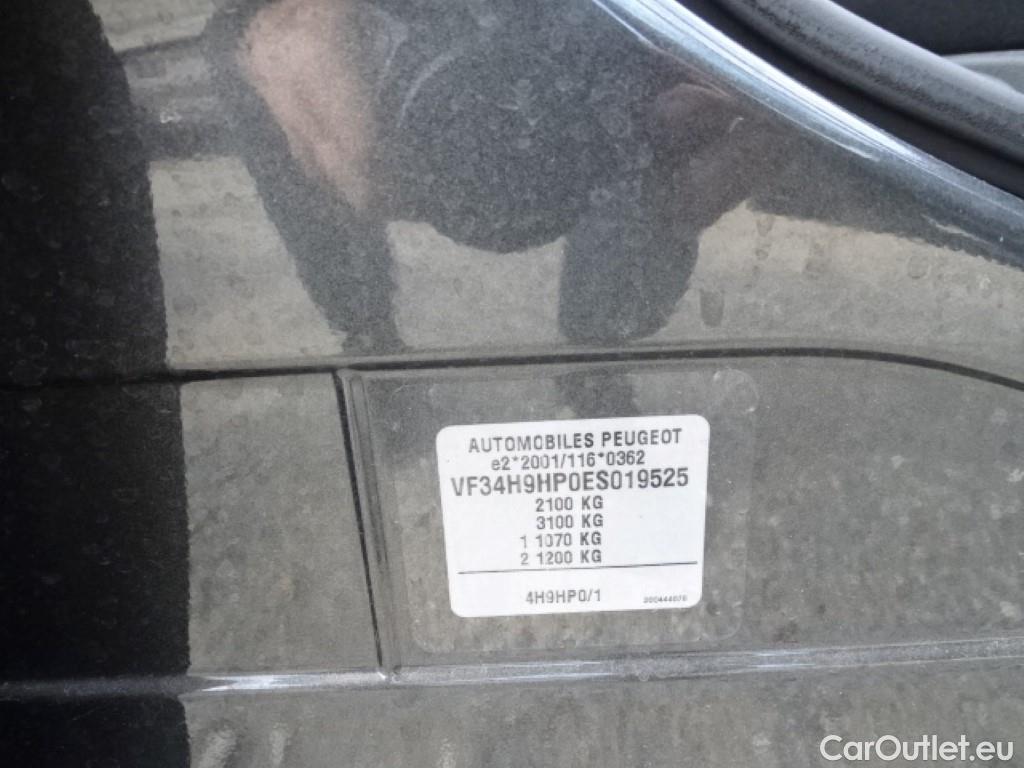 AUTOMOBILES PEUGEOT
e2*2001/116*0362
VF34H9HP0ES019525
2100 KG
3100 KG
1 1070 KG
2 1200 KG
4H9HP0/1
CarOutlet.eu